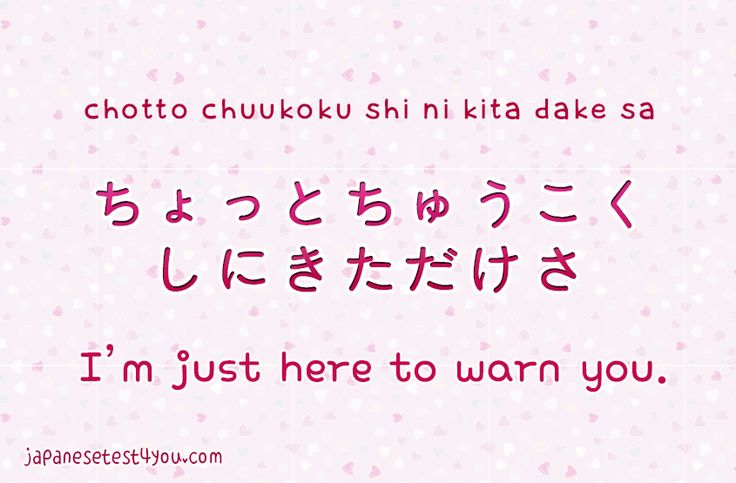 chotto chuukoku shi ni kita dake sa
ちょっとちゅうこく
しにきただけさ
I'm just here to warn you.
japanesetest4you.com